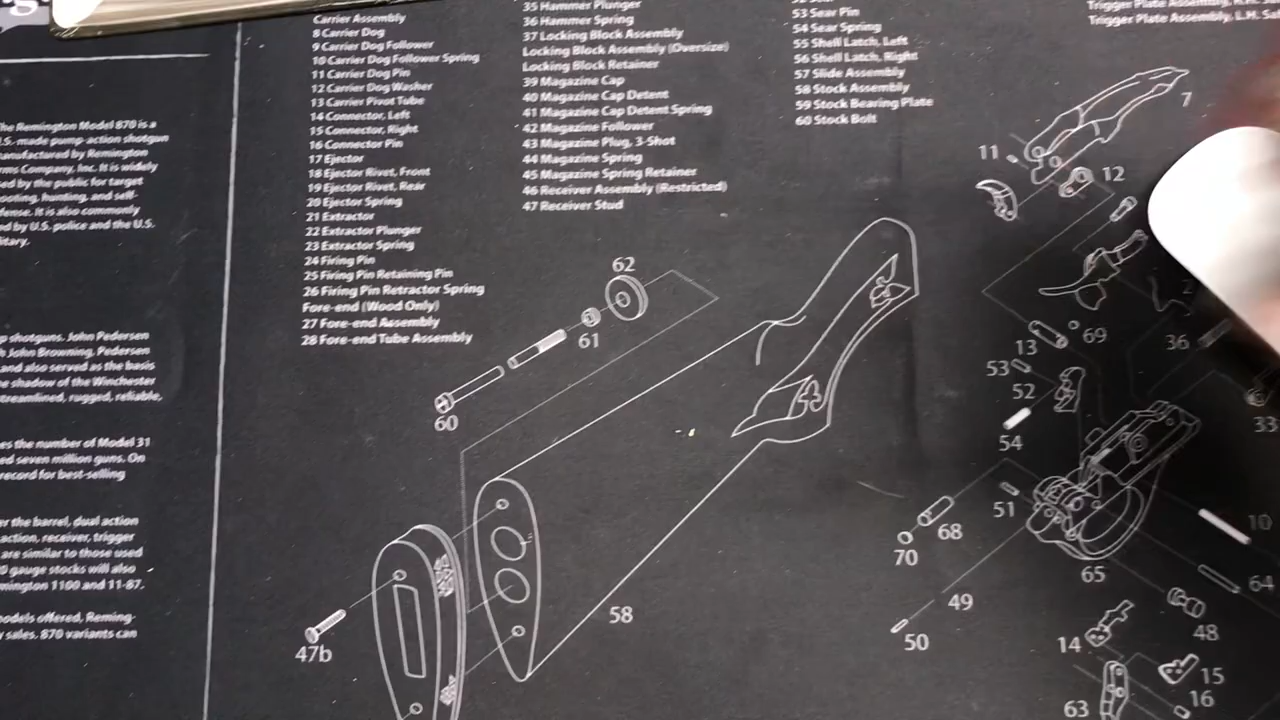 The Remington Model 870 is a
U.S. made pump-action shotgun
manufactured by Remington
Arms Company, Inc. It is widely
used by the public for target
shooting, hunting, and self-
defense. It is also commonly
used by U.S. police and the U.S.
military.
p shotguns. John Pedersen
John Browning. Pedersen
and also served as the basis
e shadow of the Winchester
streamlined, rugged, reliable,
es the number of Model 31
ed seven million guns. On
record for best-selling
er the barrel, dual action
action, receiver, trigger
are similar to those used
0 gauge stocks will also
mington 1100 and 11-87.
odels offered, Reming-
sales. 870 variants can
Carrier Assembly
8 Carrier Dog
9 Carrier Dog Follower
10 Carrier Dog Follower Spring
11 Carrier Dog Pin
12 Carrier Dog Washer
13 Carrier Pivot Tube
14 Connector, Left
15 Connector, Right
16 Connector Pin
17 Ejector
18 Ejector Rivet, Front
19 Ejector Rivet, Rear
20 Ejector Spring
21 Extractor
22 Extractor Plunger
23 Extractor Spring
24 Firing Pin
25 Firing Pin Retaining Pin
26 Firing Pin Retractor Spring
Fore-end (Wood Only)
27 Fore-end Assembly
28 Fore-end Tube Assembly
35 Hammer Plunger
36 Hammer Spring
37 Locking Block Assembly
Locking Block Assembly (Oversize)
Locking Block Retainer
39 Magazine Cap
40 Magazine Cap Detent
41 Magazine Cap Detent Spring
42 Magazine Follower
43 Magazine Plug, 3-Shot
44 Magazine Spring
45 Magazine Spring Retainer
46 Receiver Assembly (Restricted)
47 Receiver Stud
53 Sear Pin
54 Sear Spring
55 Shell Latch, Left
56 Shell Latch, Right
57 Slide Assembly
58 Stock Assembly
59 Stock Bearing Plate
60 Stock Bolt
Trigger Plate Assembly, R.H.
Trigger Plate Assembly, L.H.
7
11
12
62
61
60
2
69
13
36
53
52
33
54
51
68
70
10
65
64
49
58
50
48
14
47b
15
16
63